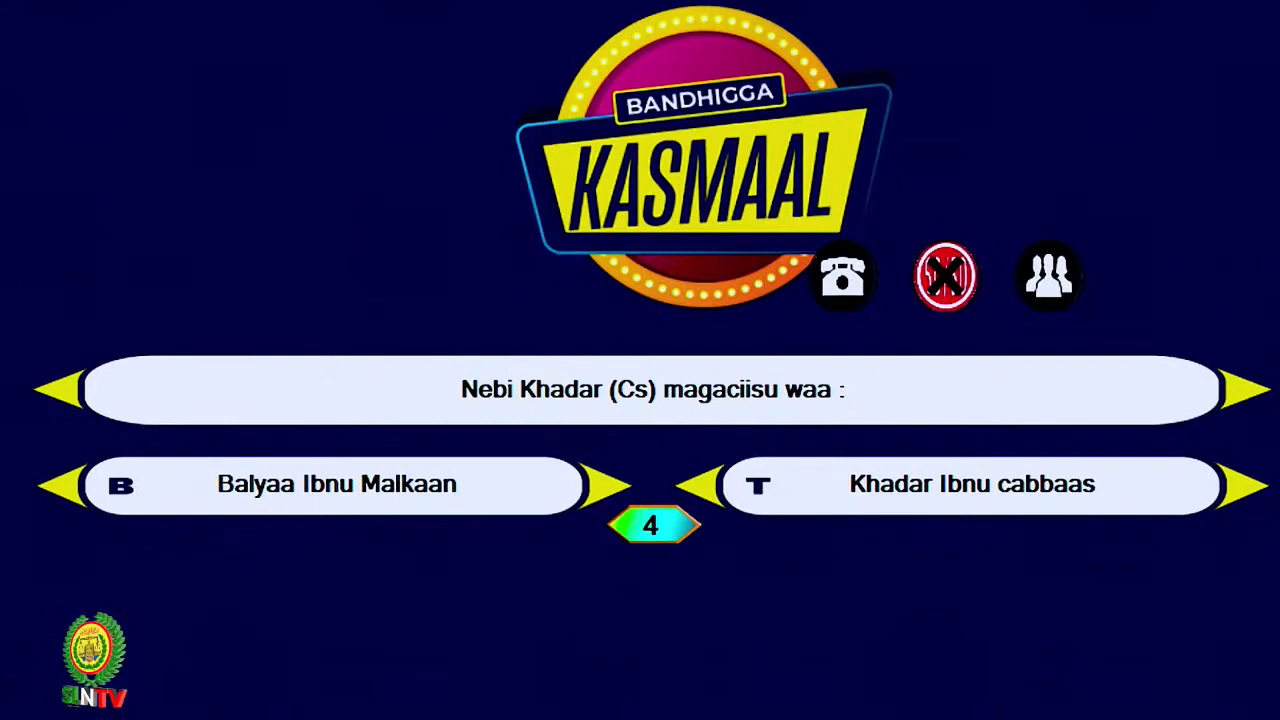 BANDHIGGA
KASMAAL
Nebi Khadar (Cs) magaciisu waa :
B Balyaa Ibnu Malkaan
T Khadar Ibnu cabbaas
4
SLNTV